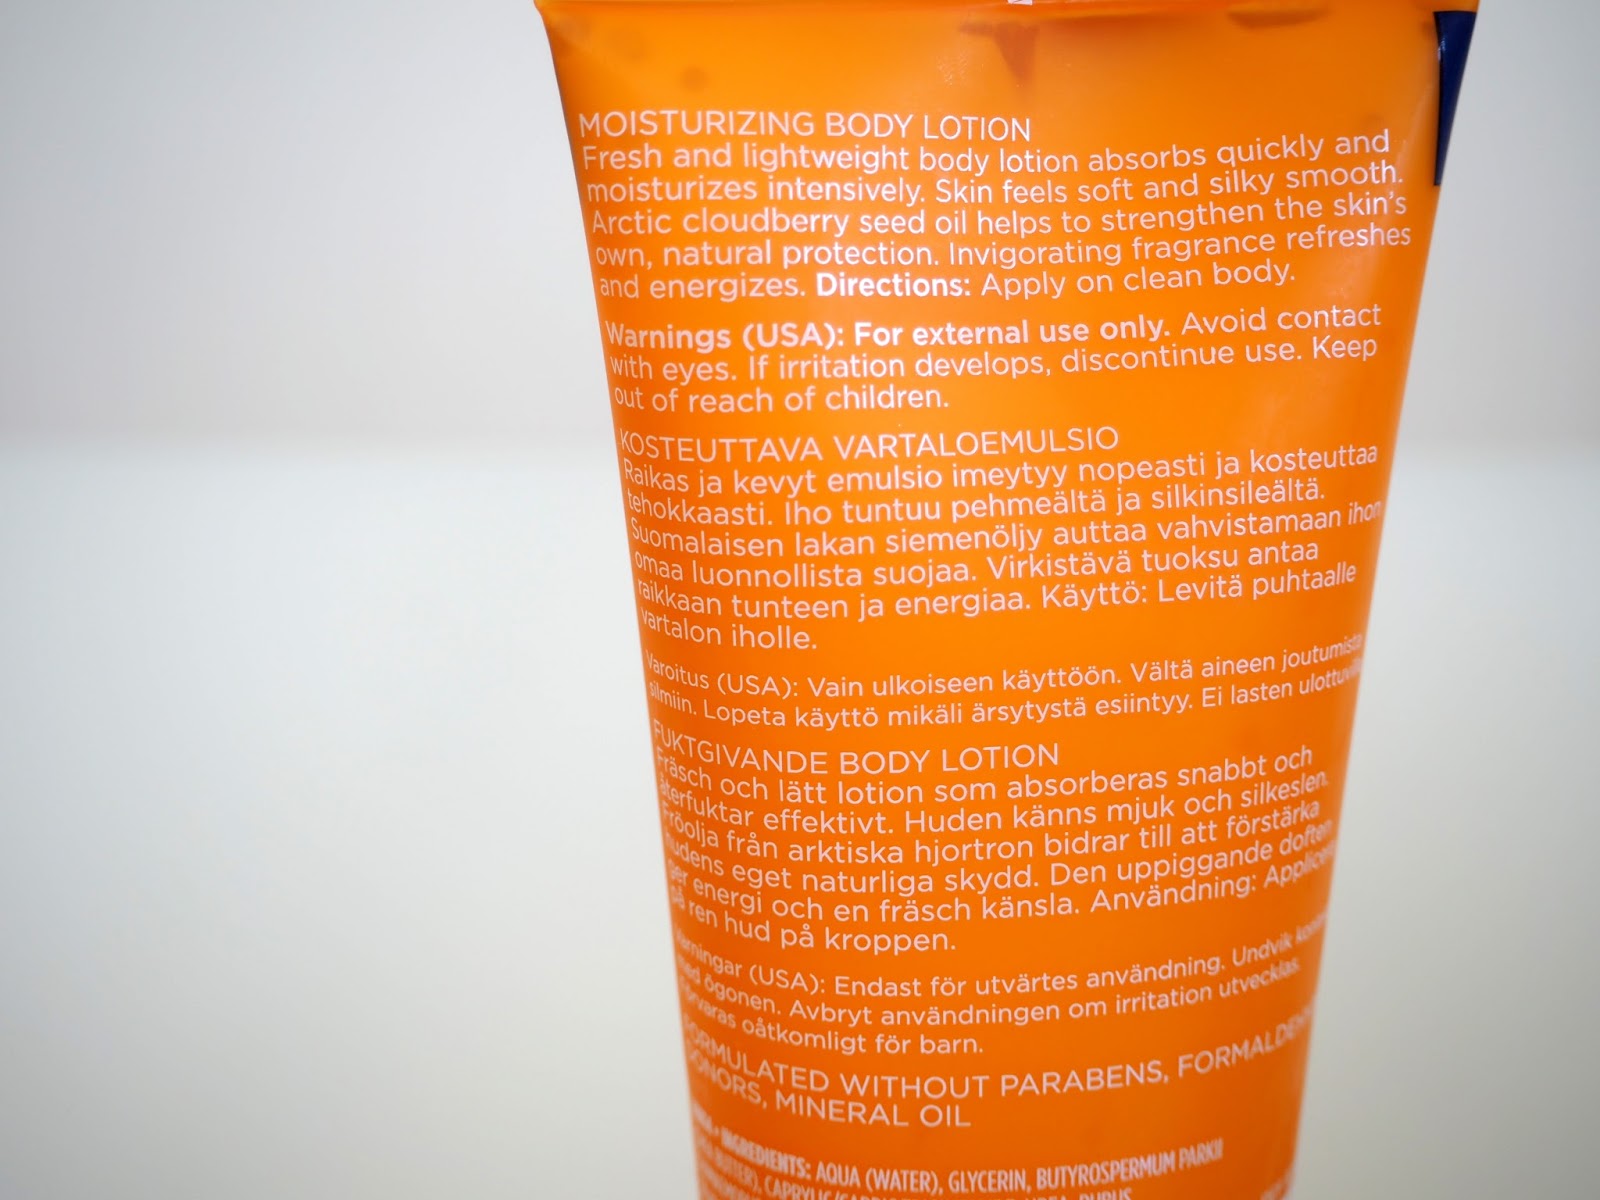 MOISTURIZING BODY LOTION
Fresh and lightweight body lotion absorbs quickly and
moisturizes intensively. Skin feels soft and silky smooth.
Arctic cloudberry seed oil helps to strengthen the skin's
own, natural protection. Invigorating fragrance refreshes
and energizes. Directions: Apply on clean body.
Warnings (USA): For external use only. Avoid contact
with eyes. If irritation develops, discontinue use. Keep
out of reach of children.
KOSTEUTTAVA VARTALOEMULSIO
Raikas ja kevyt emulsio imeytyy nopeasti ja kosteuttaa
tehokkaasti. Iho tuntuu pehmeältä ja silkinsileältä.
Suomalaisen lakan siemenöljy auttaa vahvistamaan ihon
omaa luonnollista suojaa. Virkistävä tuoksu antaa
raikkaan tunteen ja energiaa. Käyttö: Levitä puhtaalle
vartalon iholle.
Varoitus (USA): Vain ulkoiseen käyttöön. Vältä aineen joutumista
silmiin. Lopeta käyttö mikäli ärsytystä esiintyy. Ei lasten
FUKTGIVANDE BODY LOTION
Fräsch och lätt lotion som absorberas snabbt och
återfuktar effektivt. Huden känns mjuk och silkeslen.
Fröolja från arktiska hjortron bidrar till att förstärka
hudens eget naturliga skydd. Den uppiggande doften
ger energi och en fräsch känsla. Användning:
på ren hud på kroppen.
Varningar (USA): Endast för utvärtes användning. Undvik
med ögonen. Avbryt användningen om irritation utvecklas.
Förvaras oåtkomligt för barn.
FORMULATED WITHOUT PARABENS,
DONORS, MINERAL OIL
INGREDIENTS: AQUA (WATER), GLYCERIN, BUTYROSPERMUM PARKII